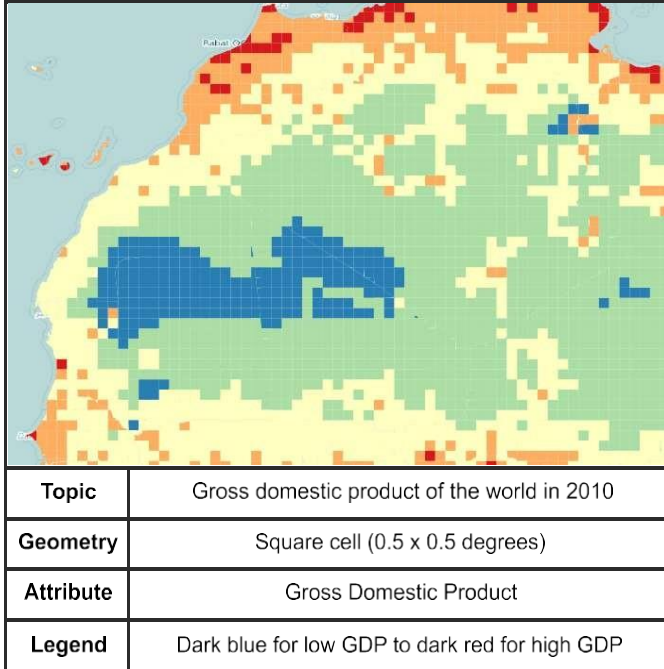 Topic Gross domestic product of the world in 2010
Geometry Square cell (0.5 x 0.5 degrees)
Attribute Gross Domestic Product
Legend Dark blue for low GDP to dark red for high GDP